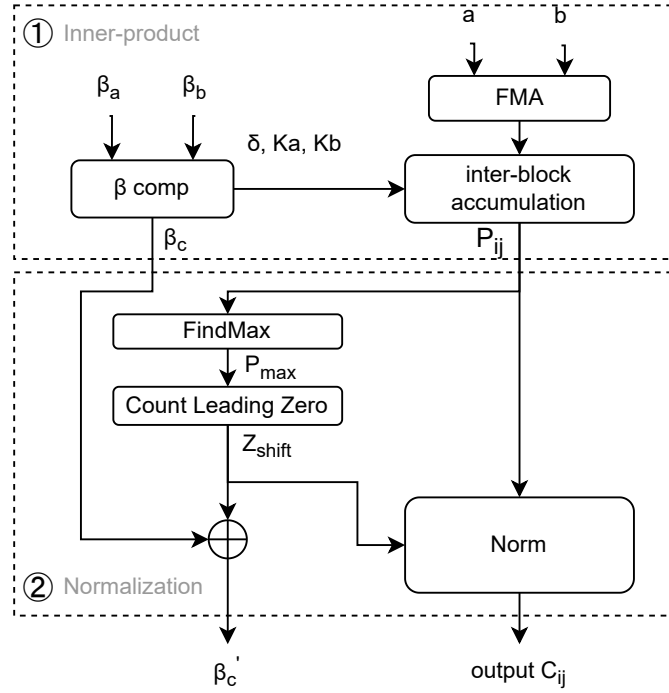 ① Inner-product
a b
β_a β_b
FMA
δ, Ka, Kb
β comp
inter-block
accumulation
β_c
P_ij
FindMax
P_max
Count Leading Zero
Z_shift
Norm
② Normalization
β_c'
output C_ij